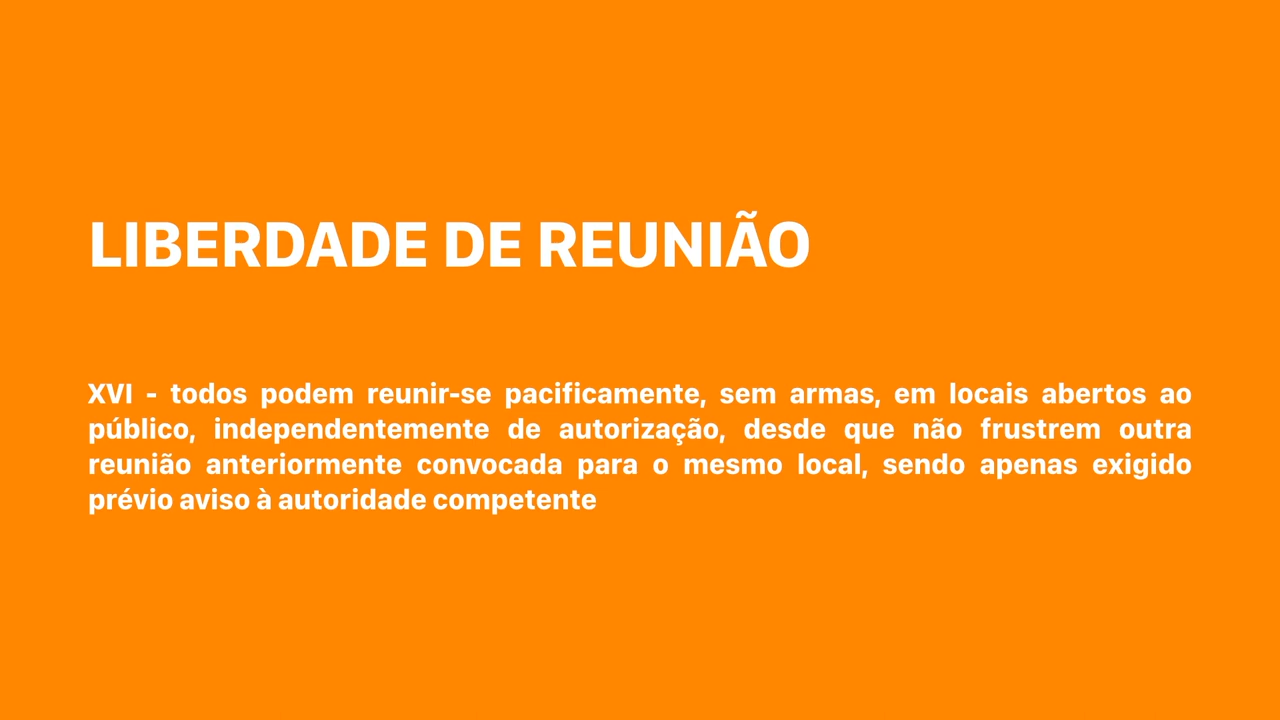 LIBERDADE DE REUNIÃO
XVI - todos podem reunir-se pacificamente, sem armas, em locais abertos ao
público, independentemente de autorização, desde que não frustrem outra
reunião anteriormente convocada para o mesmo local, sendo apenas exigido
prévio aviso à autoridade competente